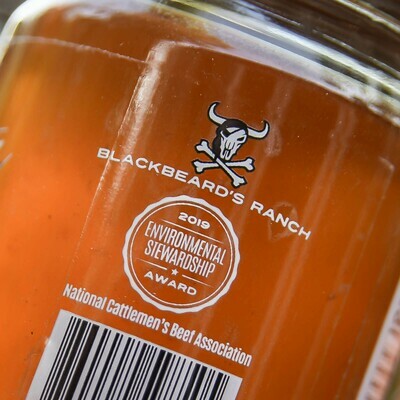 BLACKBEARD'S RANCH
2019
ENVIRONMENTAL
STEWARDSHIP
AWARD
National Cattlemen's Beef Association